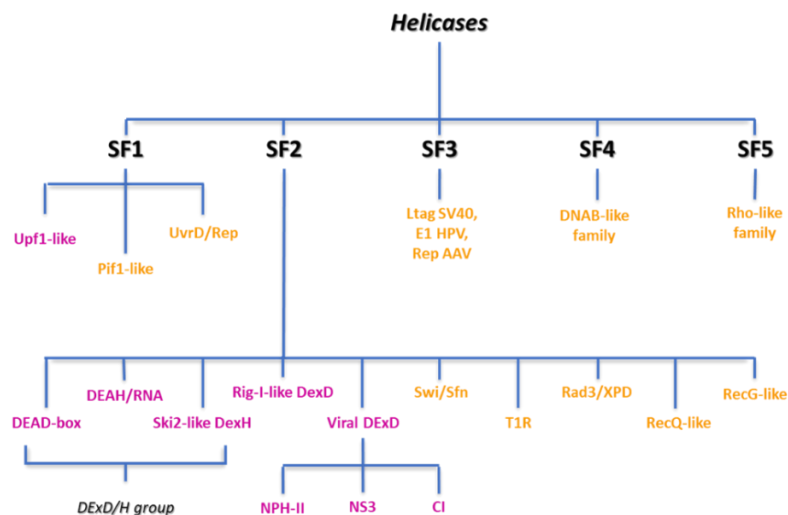 Helicases
SF1 SF2 SF3 SF4 SF5
Upf1-like
Pif1-like
UvrD/Rep
Ltag SV40,
E1 HPV,
Rep AAV
DNAB-like
family
Rho-like
family
DEAD-box
DEAH/RNA
Ski2-like DexH
Rig-I-like DexD
Viral DExD
Swi/Sfn
T1R
Rad3/XPD
RecQ-like
RecG-like
DExD/H group
NPH-II NS3 CI